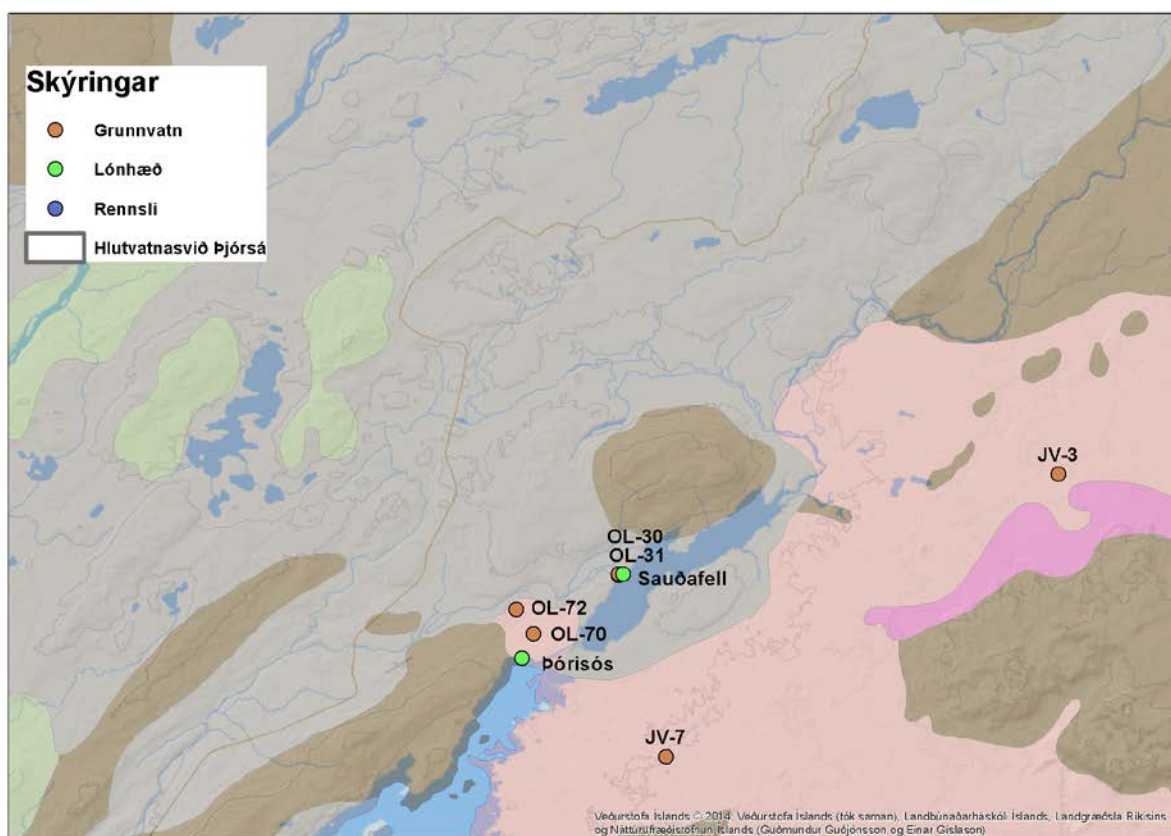 Skýringar
Grunnvatn
Lónhæð
Rennsli
Hlutvatnasvið Þjórsá
JV-3
OL-30
OL-31
Sauðafell
OL-72
OL-70
Þórisós
JV-7
Veðurstofa Íslands © 2014, Veðurstofa Íslands (tók saman), Landbúnaðarháskóli Íslands, Landgræðsla Ríkisins
og Náttúrufræðistofnun Íslands (Guðmundur Guðjónsson og Einar Gíslason)